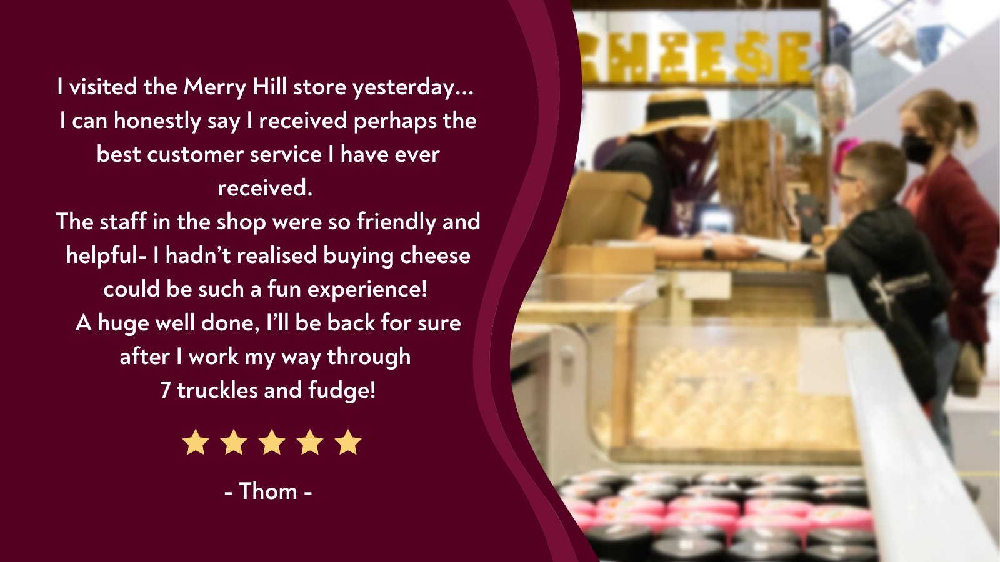 I visited the Merry Hill store yesterday...
I can honestly say I received perhaps the
best customer service I have ever
received.
The staff in the shop were so friendly and
helpful- I hadn't realised buying cheese
could be such a fun experience!
A huge well done, I'll be back for sure
after I work my way through
7 truckles and fudge!
- Thom -
CHEESE